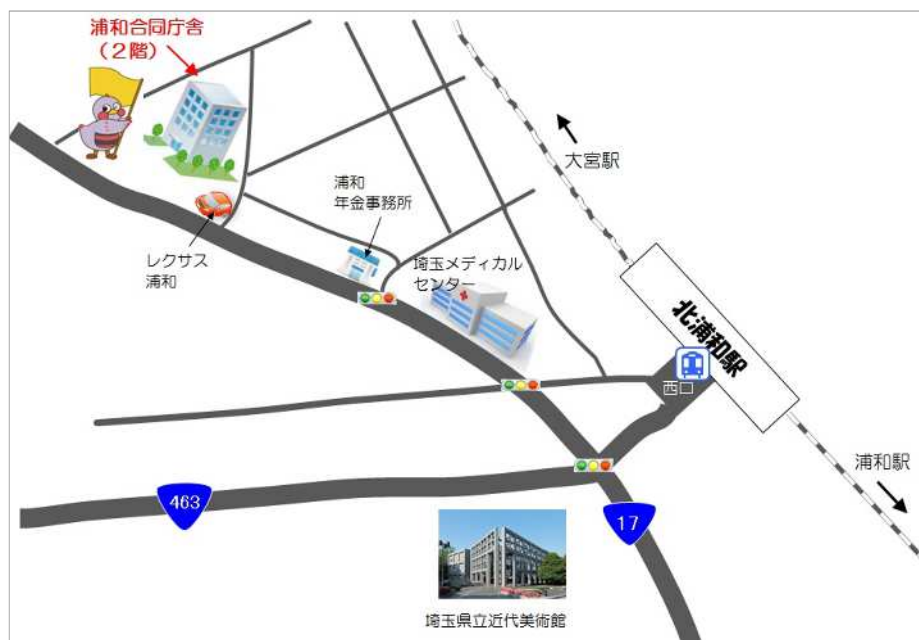 浦和合同庁舎
（２階）
大宮駅
浦和
年金事務所
レクサス
浦和
埼玉メディカル
センター
北浦和駅
西口
浦和駅
463
17
埼玉県立近代美術館